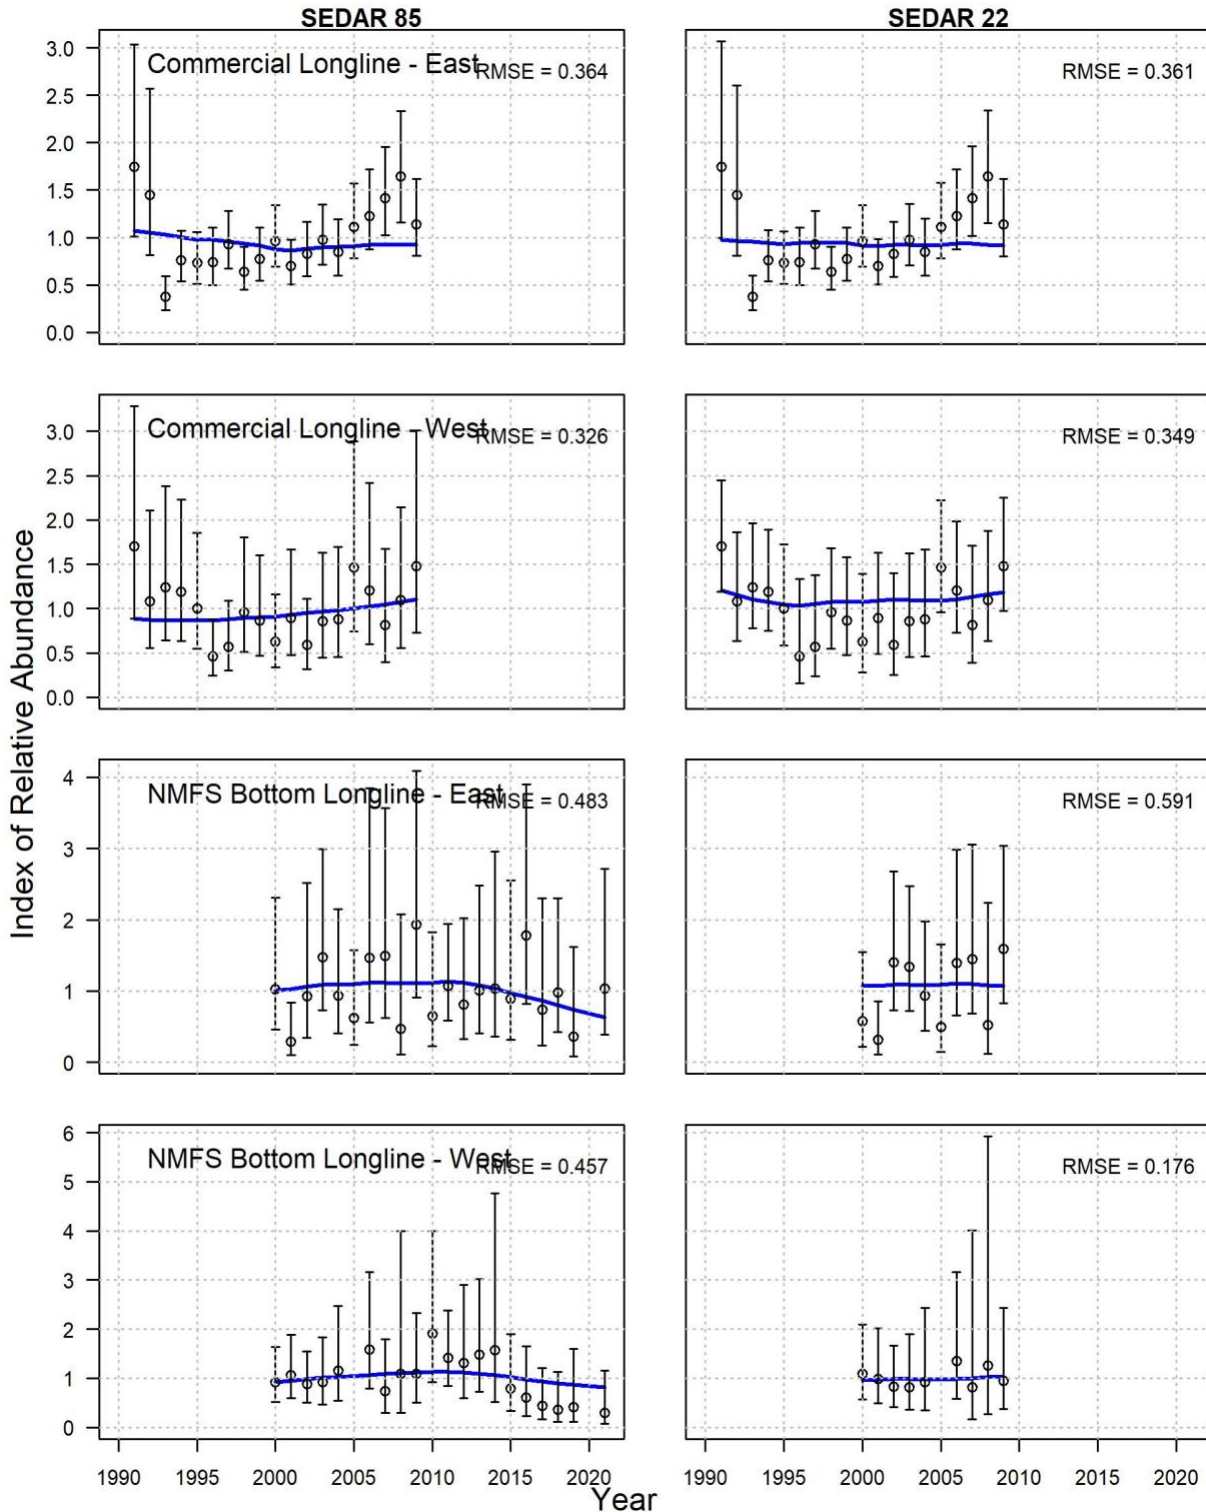 SEDAR 85
SEDAR 22
Commercial Longline - East
RMSE = 0.364
RMSE = 0.361
3.0
2.5
2.0
1.5
1.0
0.5
0.0
Commercial Longline - West
RMSE = 0.326
RMSE = 0.349
3.0
2.5
2.0
1.5
1.0
0.5
0.0
Index of Relative Abundance
NMFS Bottom Longline - East
RMSE = 0.483
RMSE = 0.591
4
3
2
1
0
NMFS Bottom Longline - West
RMSE = 0.457
RMSE = 0.176
6
5
4
3
2
1
0
1990 1995 2000 2005 2010 2015 2020
1990 1995 2000 2005 2010 2015 2020
Year